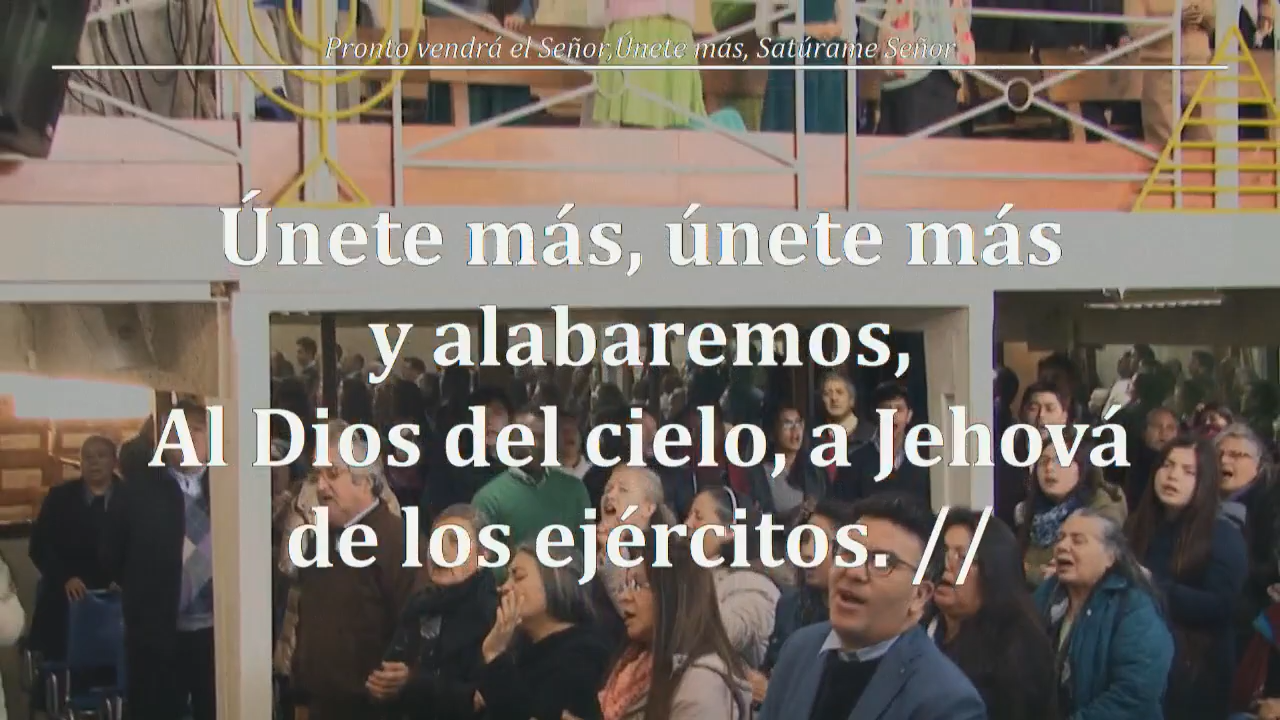 Pronto vendrá el Señor,Únete más, Satúrame Señor
Únete más, únete más
y alabaremos,
Al Dios del cielo, a Jehová
de los ejércitos. //